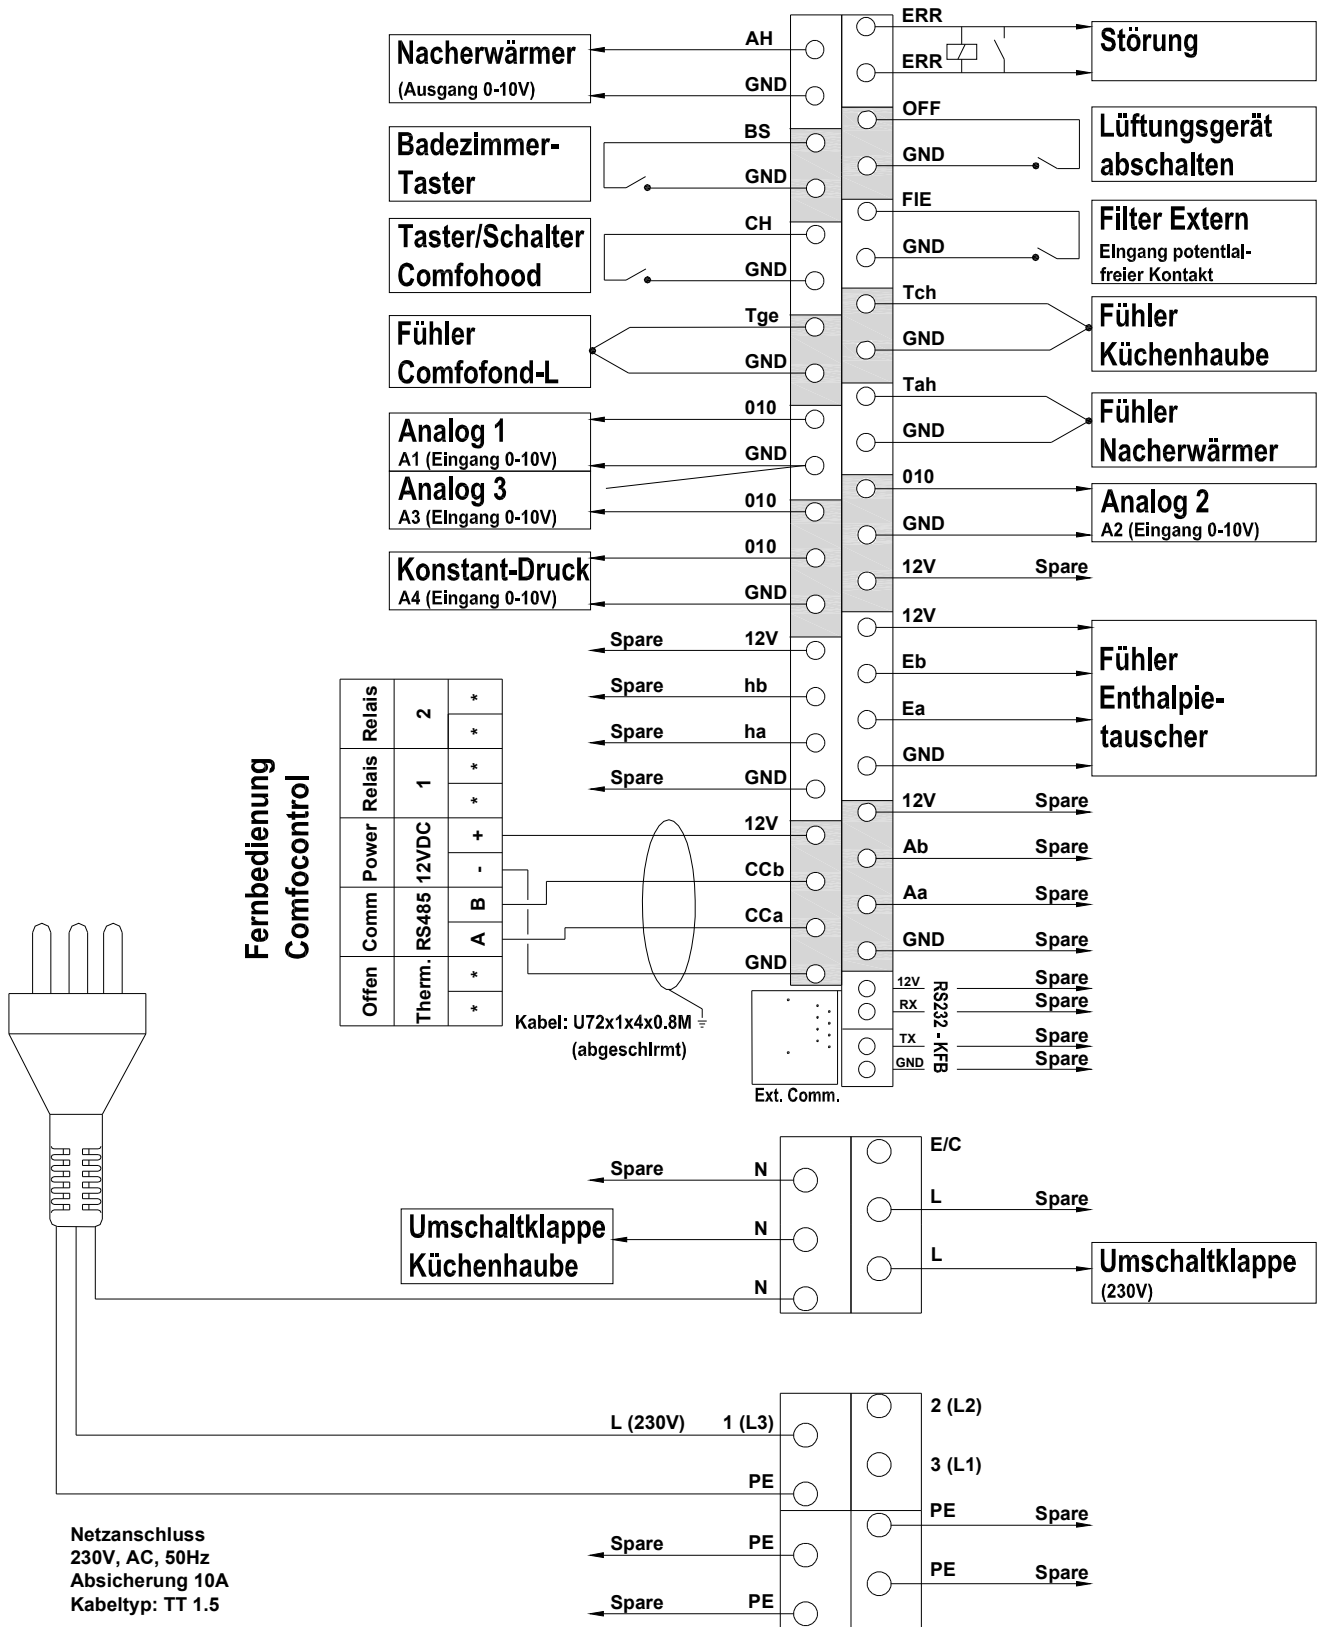 Nacherwärmer
(Ausgang 0-10V)
AH
GND
Badezimmer-
Taster
BS
GND
Taster/Schalter
Comfohood
CH
GND
Fühler
Comfofond-L
Tge
GND
Analog 1
A1 (Eingang 0-10V)
010
GND
Analog 3
A3 (EIngang 0-10V)
010
Konstant-Druck
A4 (Eingang 0-10V)
010
GND
Spare 12V
Spare hb
Spare ha
Spare GND
12V
CCb
CCa
GND
ERR
ERR
Störung
OFF
GND
Lüftungsgerät
abschalten
FIE
GND
Filter Extern
EIngang potentIal-
freier Kontakt
Tch
GND
Fühler
Küchenhaube
Tah
GND
Fühler
Nacherwärmer
010
GND
Analog 2
A2 (Eingang 0-10V)
12V Spare
12V
Eb
Ea
GND
Fühler
Enthalpie-
tauscher
12V Spare
Ab Spare
Aa Spare
GND Spare
12V Spare
RX Spare
TX Spare
GND Spare
RS232 - KFB
Fernbedienung
Comfocontrol
Offen Comm Power Relais Relais
Therm. RS485 12VDC 1 2
* * A B - + * * * *
Kabel: U72x1x4x0.8M
(abgeschIrmt)
Ext. Comm.
Spare N
Umschaltklappe
Küchenhaube
N
N
E/C
L Spare
L
Umschaltklappe
(230V)
L (230V) 1 (L3)
PE
2 (L2)
3 (L1)
PE Spare
PE Spare
Spare PE
Spare PE
Netzanschluss
230V, AC, 50Hz
Absicherung 10A
Kabeltyp: TT 1.5